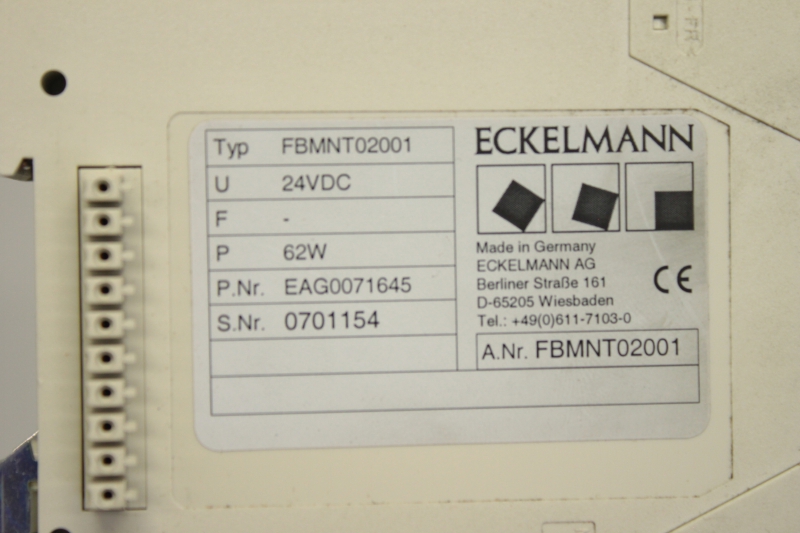 Typ FBMNT02001
U 24VDC
F -
P 62W
P.Nr. EAG0071645
S.Nr. 0701154
ECKELMANN
Made in Germany
ECKELMANN AG
Berliner Straße 161
D-65205 Wiesbaden
Tel.: +49(0)611-7103-0
CE
A.Nr. FBMNT02001